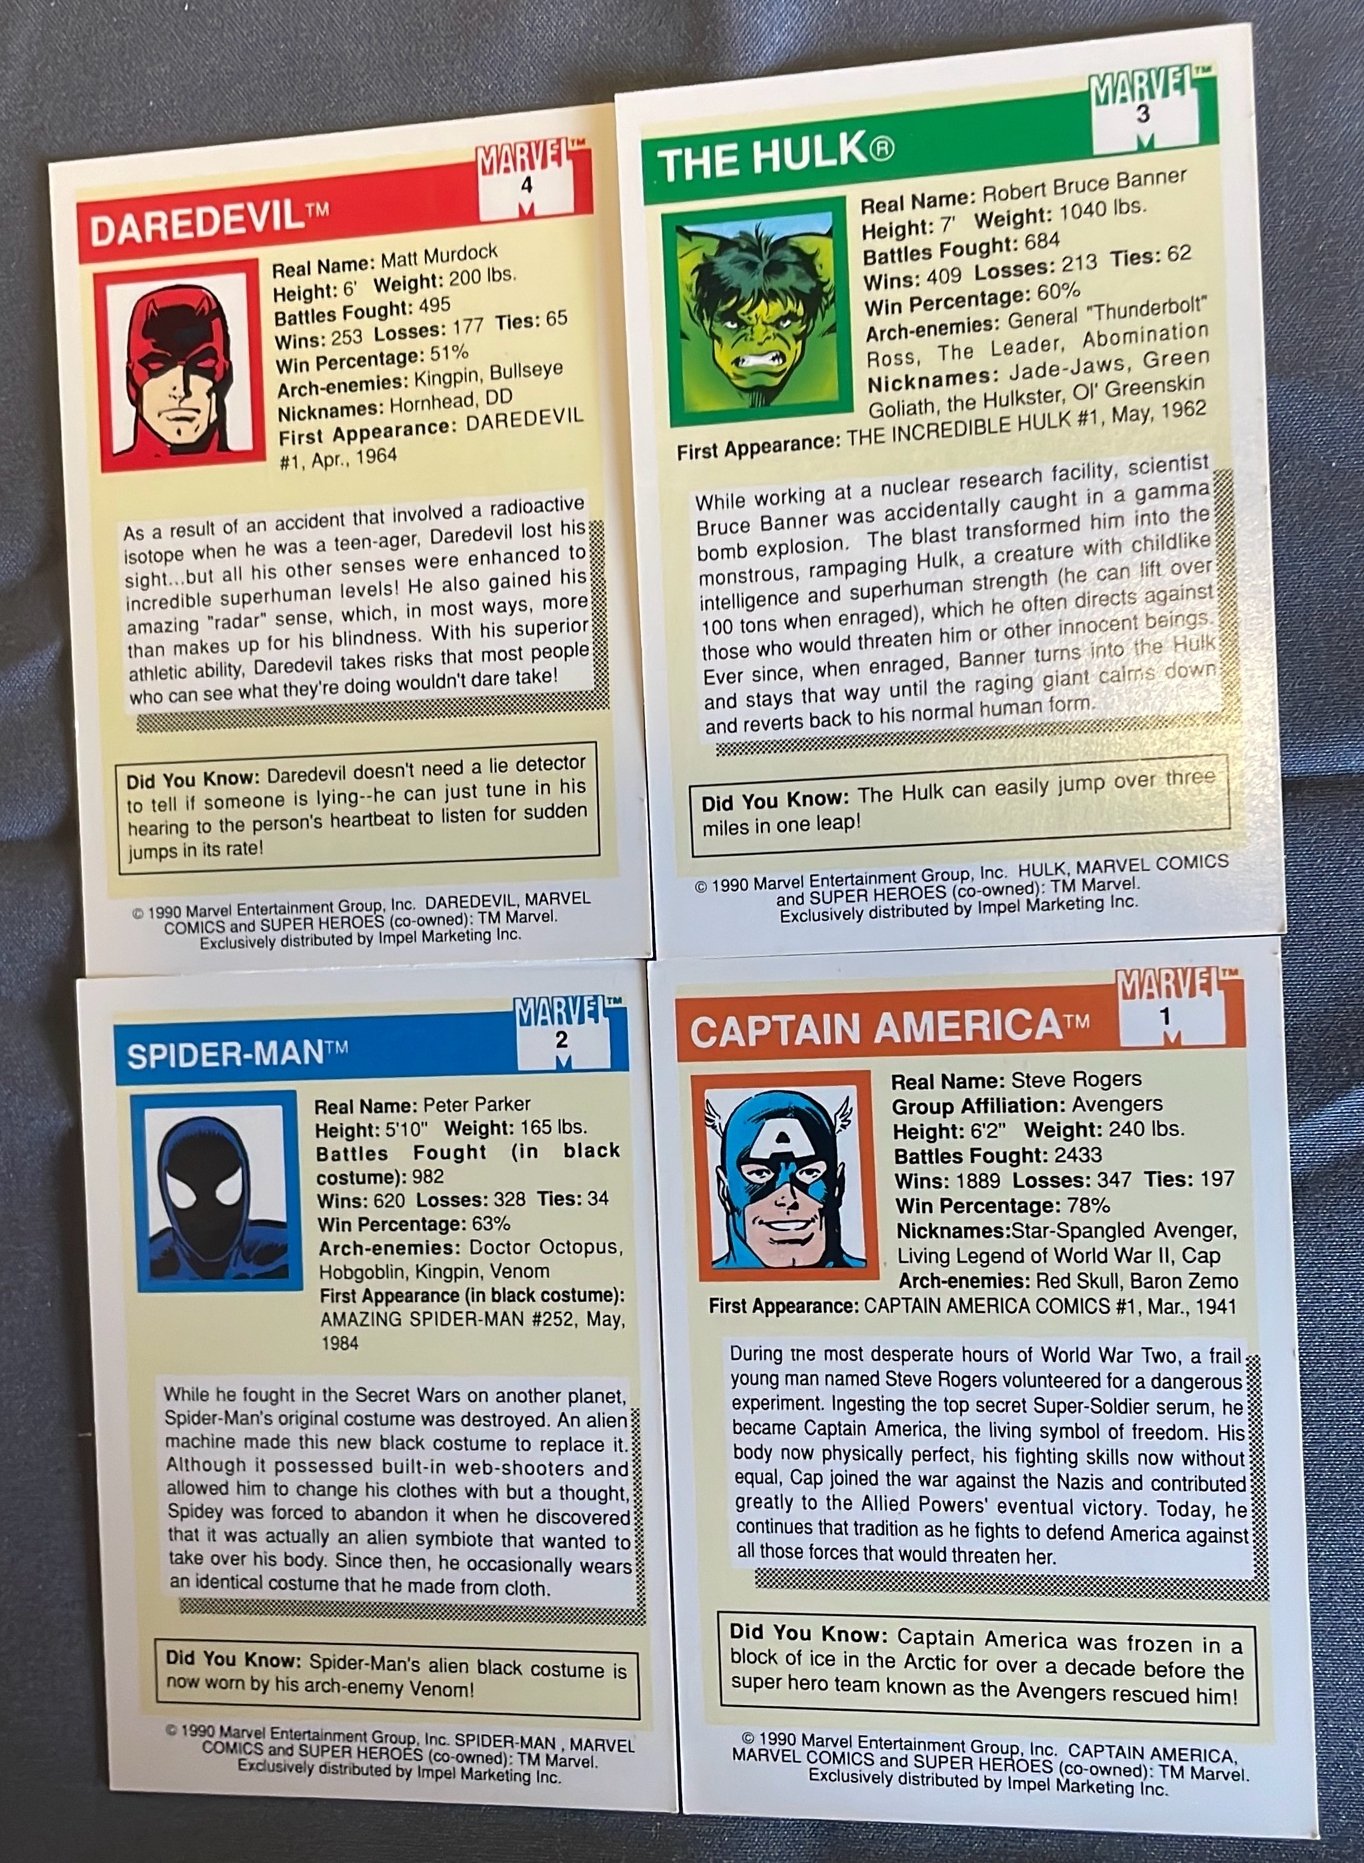 MARVEL™
4
DAREDEVIL™
Real Name: Matt Murdock
Height: 6' Weight: 200 lbs.
Battles Fought: 495
Wins: 253 Losses: 177 Ties: 65
Win Percentage: 51%
Arch-enemies: Kingpin, Bullseye
Nicknames: Hornhead, DD
First Appearance: DAREDEVIL
#1, Apr., 1964
As a result of an accident that involved a radioactive
isotope when he was a teen-ager, Daredevil lost his
sight...but all his other senses were enhanced to
incredible superhuman levels! He also gained his
amazing "radar" sense, which, in most ways, more
than makes up for his blindness. With his superior
athletic ability, Daredevil takes risks that most people
who can see what they're doing wouldn't dare take!
Did You Know: Daredevil doesn't need a lie detector
to tell if someone is lying--he can just tune in his
hearing to the person's heartbeat to listen for sudden
jumps in its rate!
© 1990 Marvel Entertainment Group, Inc. DAREDEVIL, MARVEL
COMICS and SUPER HEROES (co-owned): TM Marvel.
Exclusively distributed by Impel Marketing Inc.
MARVEL™
3
THE HULK®
Real Name: Robert Bruce Banner
Height: 7' Weight: 1040 lbs.
Battles Fought: 684
Wins: 409 Losses: 213 Ties: 62
Win Percentage: 60%
Arch-enemies: General "Thunderbolt"
Ross, The Leader, Abomination
Nicknames: Jade-Jaws, Green
Goliath, the Hulkster, Ol' Greenskin
First Appearance: THE INCREDIBLE HULK #1, May, 1962
While working at a nuclear research facility, scientist
Bruce Banner was accidentally caught in a gamma
bomb explosion. The blast transformed him into the
monstrous, rampaging Hulk, a creature with childlike
intelligence and superhuman strength (he can lift over
100 tons when enraged), which he often directs against
those who would threaten him or other innocent beings.
Ever since, when enraged, Banner turns into the Hulk
and stays that way until the raging giant calms down
and reverts back to his normal human form.
Did You Know: The Hulk can easily jump over three
miles in one leap!
© 1990 Marvel Entertainment Group, Inc. HULK, MARVEL COMICS
and SUPER HEROES (co-owned): TM Marvel.
Exclusively distributed by Impel Marketing Inc.
MARVEL™
2
SPIDER-MAN™
Real Name: Peter Parker
Height: 5'10" Weight: 165 lbs.
Battles Fought (in black
costume): 982
Wins: 620 Losses: 328 Ties: 34
Win Percentage: 63%
Arch-enemies: Doctor Octopus,
Hobgoblin, Kingpin, Venom
First Appearance (in black costume):
AMAZING SPIDER-MAN #252, May,
1984
While he fought in the Secret Wars on another planet,
Spider-Man's original costume was destroyed. An alien
machine made this new black costume to replace it.
Although it possessed built-in web-shooters and
allowed him to change his clothes with but a thought,
Spidey was forced to abandon it when he discovered
that it was actually an alien symbiote that wanted to
take over his body. Since then, he occasionally wears
an identical costume that he made from cloth.
Did You Know: Spider-Man's alien black costume is
now worn by his arch-enemy Venom!
© 1990 Marvel Entertainment Group, Inc. SPIDER-MAN , MARVEL
COMICS and SUPER HEROES (co-owned): TM Marvel.
Exclusively distributed by Impel Marketing Inc.
MARVEL™
1
CAPTAIN AMERICA™
Real Name: Steve Rogers
Group Affiliation: Avengers
Height: 6'2" Weight: 240 lbs.
Battles Fought: 2433
Wins: 1889 Losses: 347 Ties: 197
Win Percentage: 78%
Nicknames:Star-Spangled Avenger,
Living Legend of World War II, Cap
Arch-enemies: Red Skull, Baron Zemo
First Appearance: CAPTAIN AMERICA COMICS #1, Mar., 1941
During the most desperate hours of World War Two, a frail
young man named Steve Rogers volunteered for a dangerous
experiment. Ingesting the top secret Super-Soldier serum, he
became Captain America, the living symbol of freedom. His
body now physically perfect, his fighting skills now without
equal, Cap joined the war against the Nazis and contributed
greatly to the Allied Powers' eventual victory. Today, he
continues that tradition as he fights to defend America against
all those forces that would threaten her.
Did You Know: Captain America was frozen in a
block of ice in the Arctic for over a decade before the
super hero team known as the Avengers rescued him!
© 1990 Marvel Entertainment Group, Inc. CAPTAIN AMERICA,
MARVEL COMICS and SUPER HEROES (co-owned): TM Marvel.
Exclusively distributed by Impel Marketing Inc.